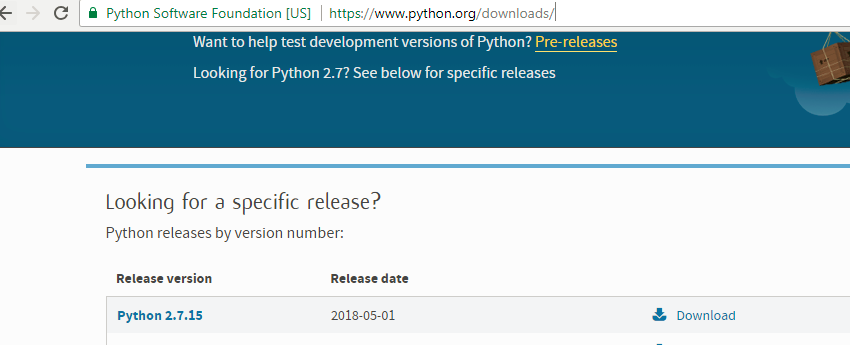 Python Software Foundation [US] https://www.python.org/downloads/
Want to help test development versions of Python? Pre-releases
Looking for Python 2.7? See below for specific releases
Looking for a specific release?
Python releases by version number:
Release version Release date
Python 2.7.15 2018-05-01 Download